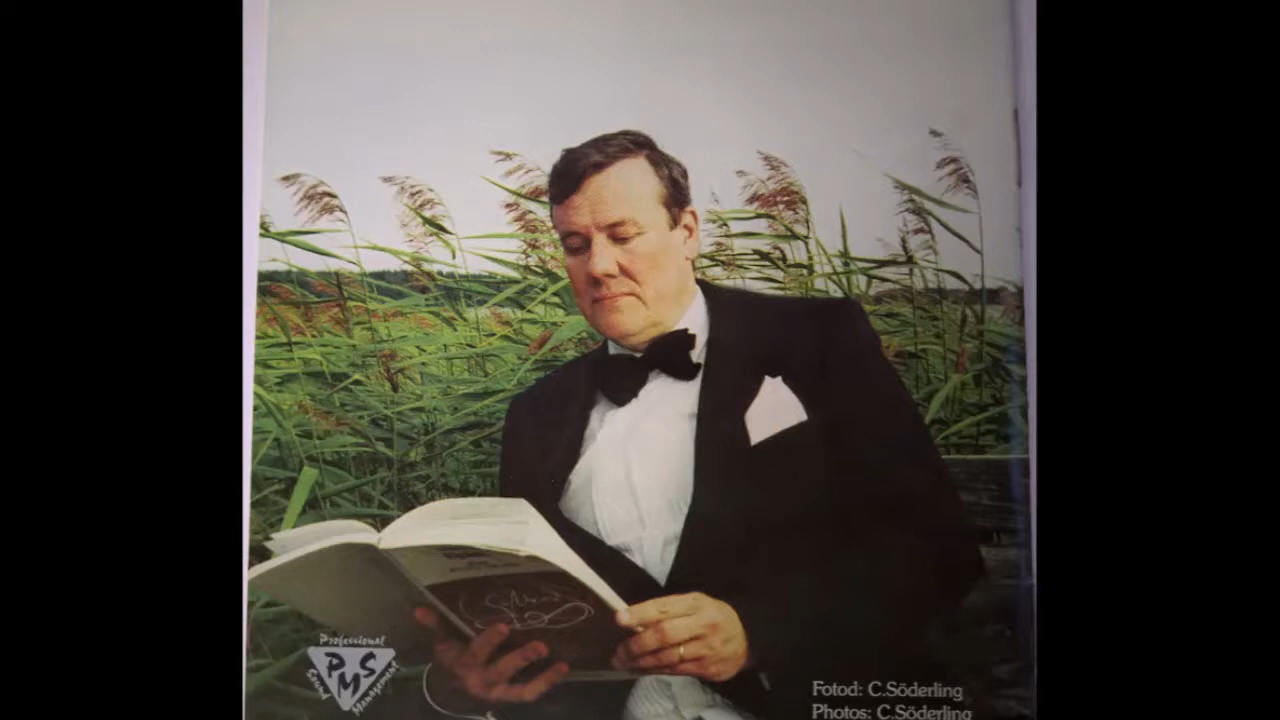 Professional
PMS
Sound Management
Fotod: C.Söderling
Photos: C.Söderling